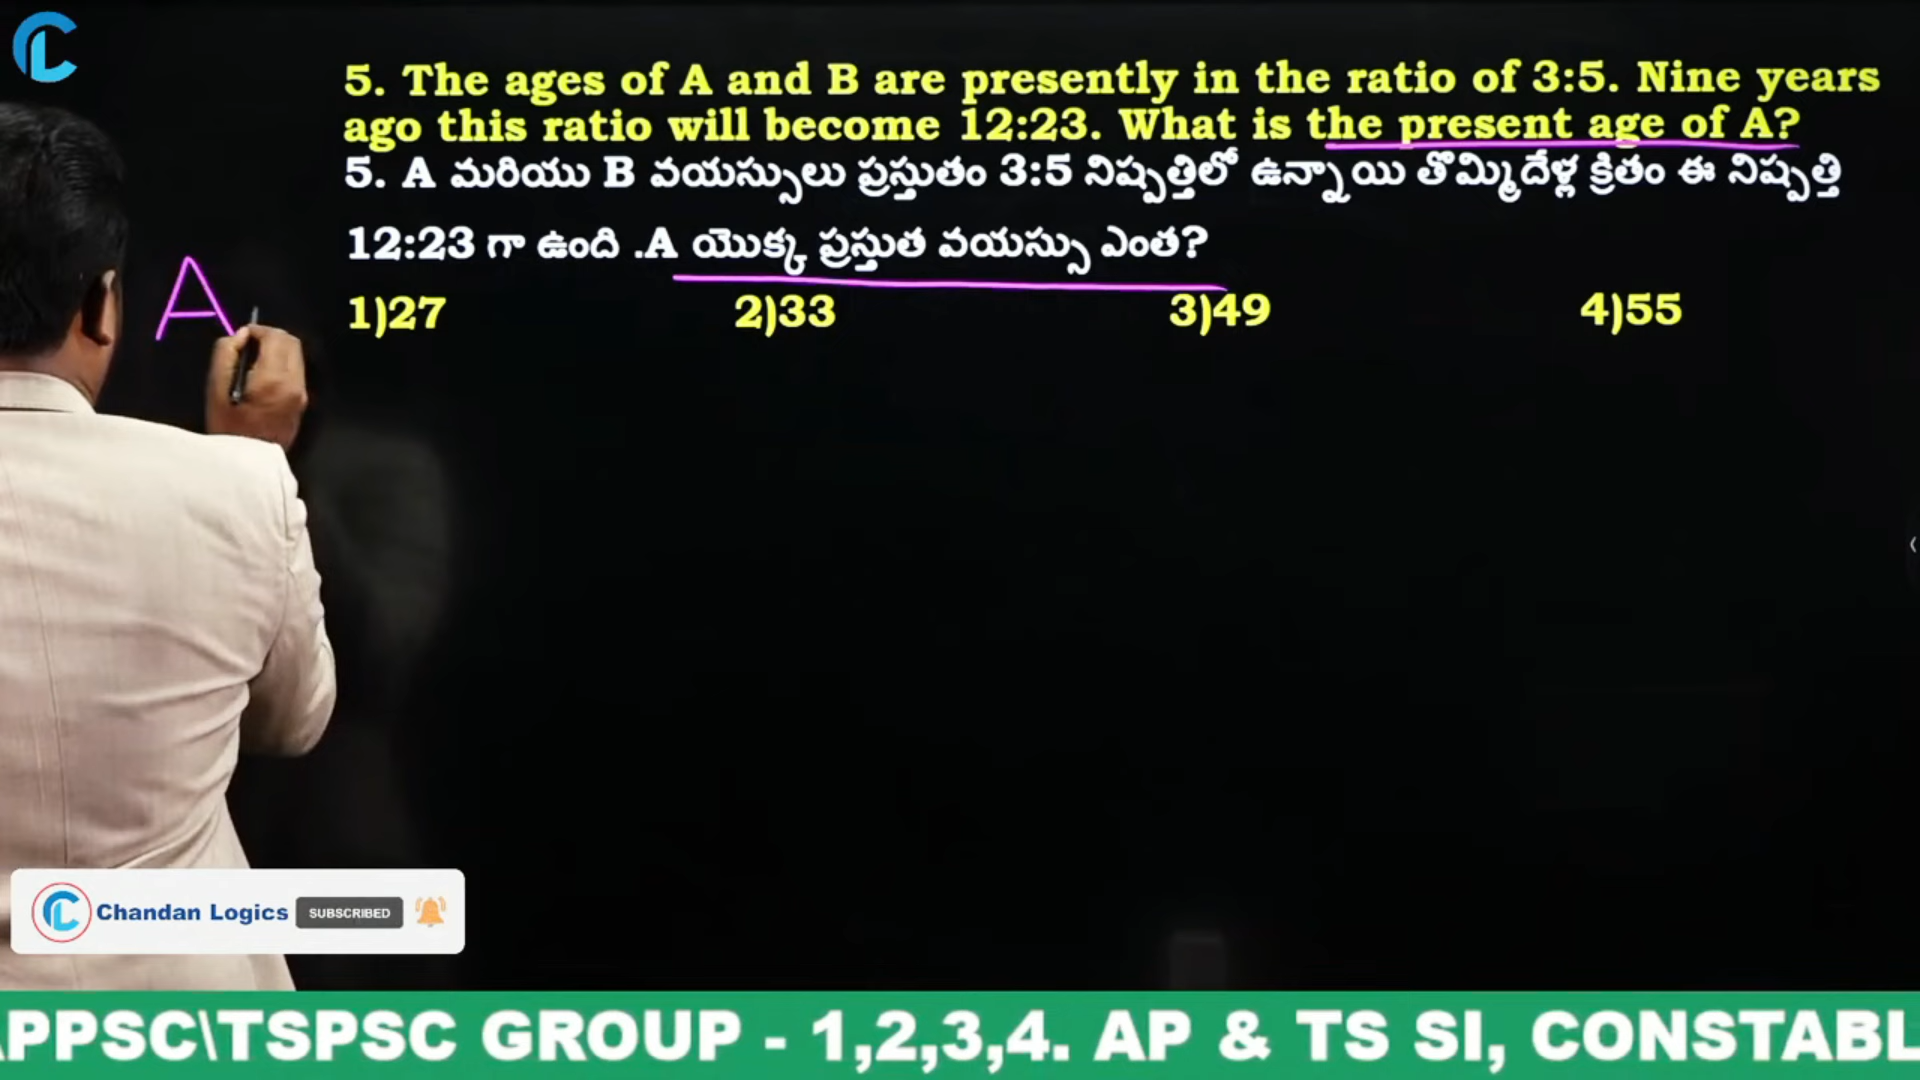 5. The ages of A and B are presently in the ratio of 3:5. Nine years
ago this ratio will become 12:23. What is the present age of A?
5. A మరియు B వయస్సులు ప్రస్తుతం 3:5 నిష్పత్తిలో ఉన్నాయి తొమ్మిదేళ్ల క్రితం ఈ నిష్పత్తి
12:23 గా ఉంది .A యొక్క ప్రస్తుత వయస్సు ఎంత?
1)27 2)33 3)49 4)55
A
Chandan Logics SUBSCRIBED
APPSC\TSPSC GROUP - 1,2,3,4. AP & TS SI, CONSTABL